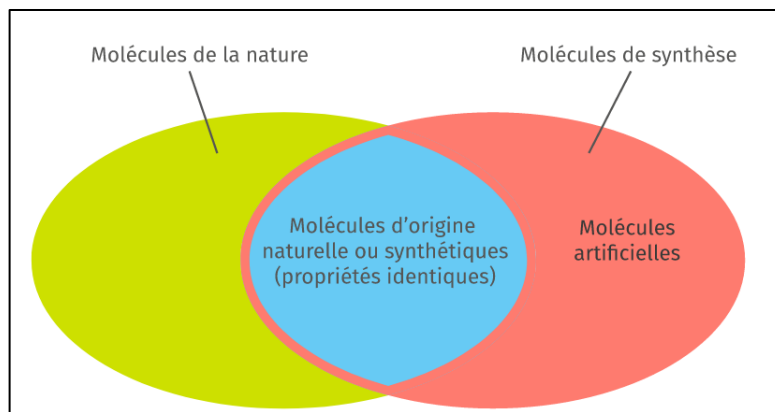 Molécules de la nature
Molécules de synthèse
Molécules d’origine
naturelle ou synthétiques
(propriétés identiques)
Molécules
artificielles